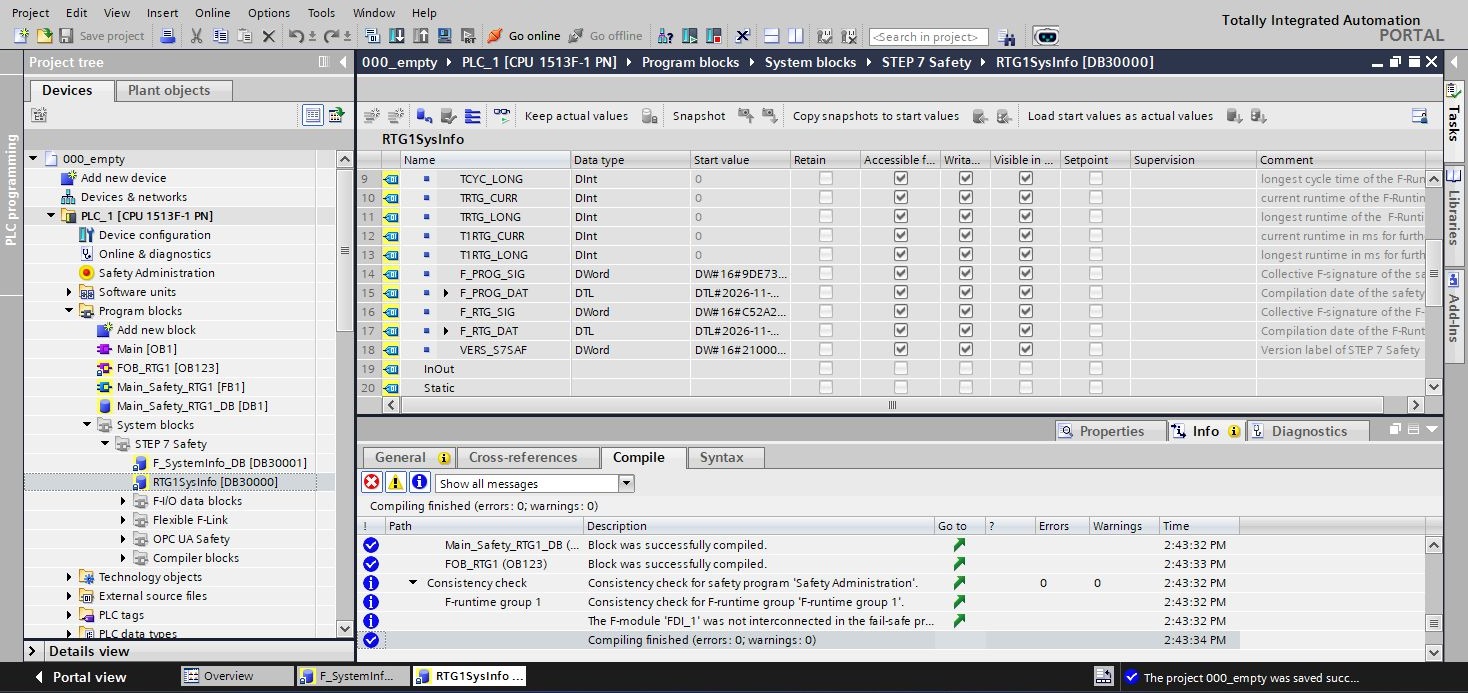 Project Edit View Insert Online Options Tools Window Help
Totally Integrated Automation
PORTAL
Save project Go online Go offline <Search in project>
Project tree
000_empty PLC_1 [CPU 1513F-1 PN] Program blocks System blocks STEP 7 Safety RTG1SysInfo [DB30000]
Devices Plant objects
PLC programming
000_empty
Add new device
Devices & networks
PLC_1 [CPU 1513F-1 PN]
Device configuration
Online & diagnostics
Safety Administration
Software units
Program blocks
Add new block
Main [OB1]
FOB_RTG1 [OB123]
Main_Safety_RTG1 [FB1]
Main_Safety_RTG1_DB [DB1]
System blocks
STEP 7 Safety
F_SystemInfo_DB [DB30001]
RTG1SysInfo [DB30000]
F-I/O data blocks
Flexible F-Link
OPC UA Safety
Compiler blocks
Technology objects
External source files
PLC tags
PLC data types
Details view
Keep actual values Snapshot Copy snapshots to start values Load start values as actual values
RTG1SysInfo
Name Data type Start value Retain Accessible f... Writa... Visible in ... Setpoint Supervision Comment
9 TCYC_LONG DInt 0 longest cycle time of the F-Run
10 TRTG_CURR DInt 0 current runtime of the F-Runtin
11 TRTG_LONG DInt 0 longest runtime of the F-Runti
12 T1RTG_CURR DInt 0 current runtime in ms for furth
13 T1RTG_LONG DInt 0 longest runtime in ms for furth
14 F_PROG_SIG DWord DW#16#9DE73... Collective F-signature of the sa
15 F_PROG_DAT DTL DTL#2026-11-... Compilation date of the safety
16 F_RTG_SIG DWord DW#16#C52A2... Collective F-signature of the F-
17 F_RTG_DAT DTL DTL#2026-11-... Compilation date of the F-Runt
18 VERS_S7SAF DWord DW#16#21000... Version label of STEP 7 Safety
19 InOut
20 Static
Properties Info Diagnostics
General Cross-references Compile Syntax
Show all messages
Compiling finished (errors: 0; warnings: 0)
! Path Description Go to ? Errors Warnings Time
Main_Safety_RTG1_DB (... Block was successfully compiled. 2:43:32 PM
FOB_RTG1 (OB123) Block was successfully compiled. 2:43:33 PM
Consistency check Consistency check for safety program 'Safety Administration'. 0 0 2:43:32 PM
F-runtime group 1 Consistency check for F-runtime group 'F-runtime group 1'. 2:43:32 PM
The F-module 'FDI_1' was not interconnected in the fail-safe pr... 2:43:32 PM
Compiling finished (errors: 0; warnings: 0) 2:43:34 PM
Tasks
Libraries
Add-Ins
Portal view Overview F_SystemInf... RTG1SysInfo ... The project 000_empty was saved succ...